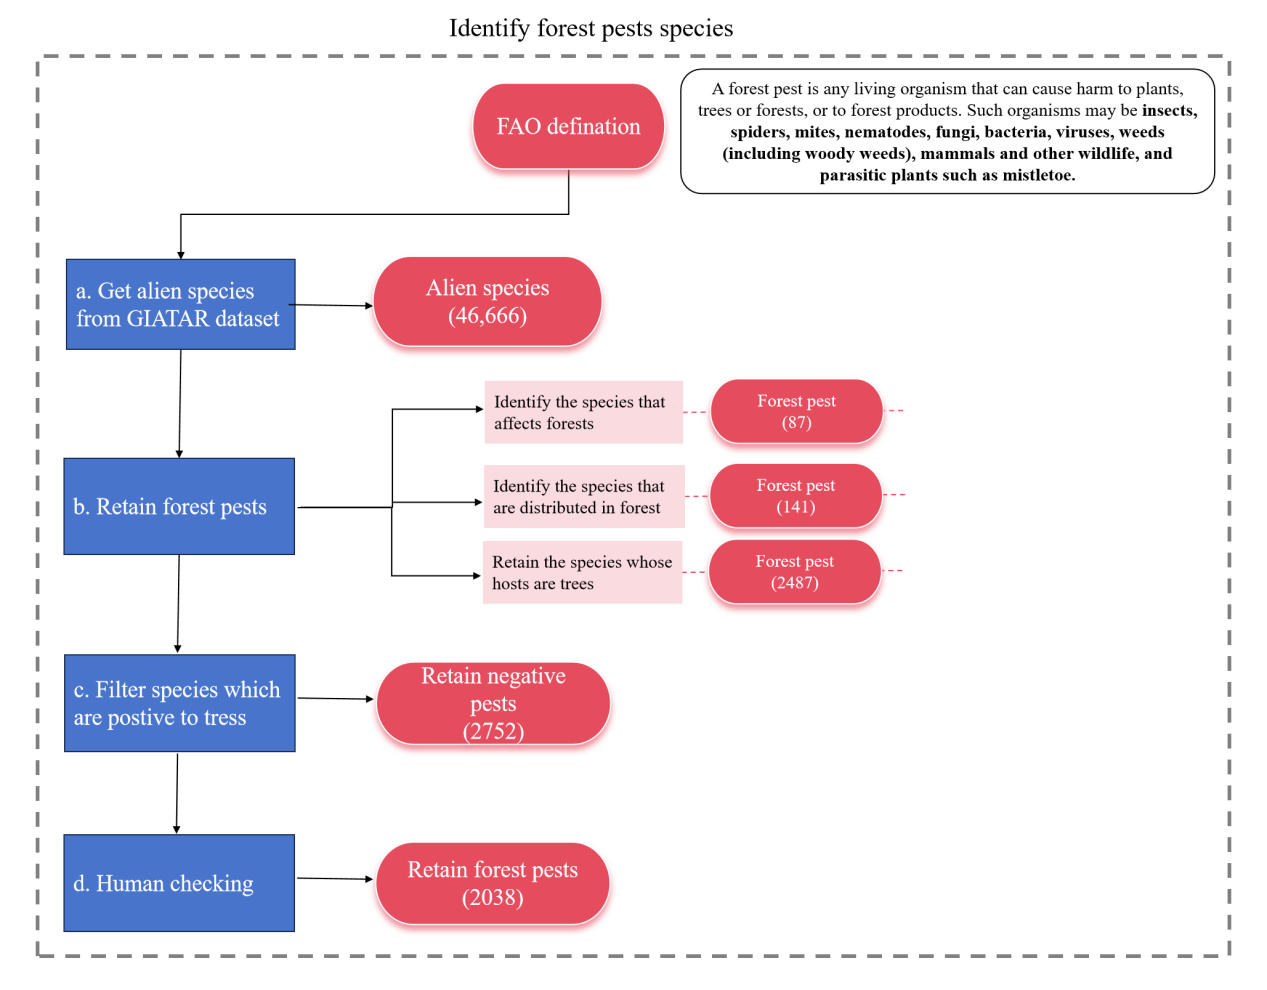 Identify forest pests species
FAO defination
A forest pest is any living organism that can cause harm to plants,
trees or forests, or to forest products. Such organisms may be insects,
spiders, mites, nematodes, fungi, bacteria, viruses, weeds
(including woody weeds), mammals and other wildlife, and
parasitic plants such as mistletoe.
a. Get alien species
from GIATAR dataset
Alien species
(46,666)
Identify the species that
affects forests
Forest pest
(87)
b. Retain forest pests
Identify the species that
are distributed in forest
Forest pest
(141)
Retain the species whose
hosts are trees
Forest pest
(2487)
c. Filter species which
are postive to tress
Retain negative
pests
(2752)
d. Human checking
Retain forest pests
(2038)